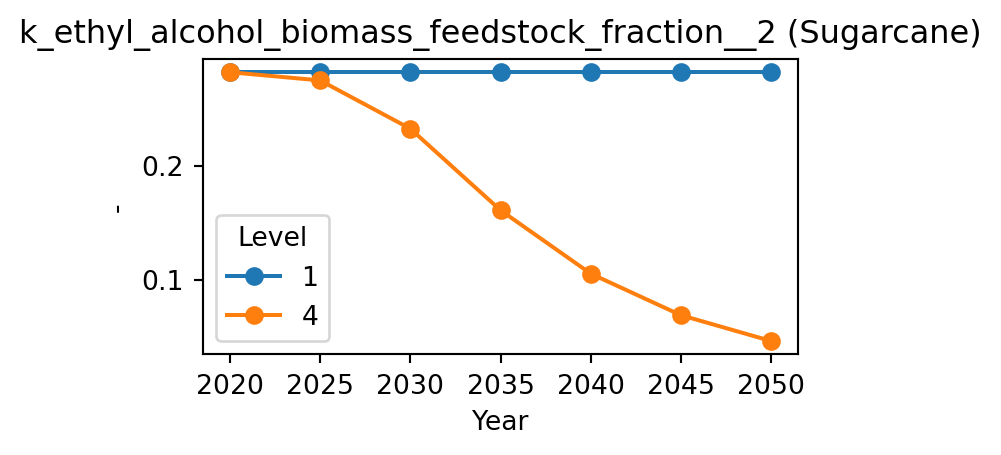 k_ethyl_alcohol_biomass_feedstock_fraction__2 (Sugarcane)
0.2
-
0.1
Level
1
4
2020 2025 2030 2035 2040 2045 2050
Year